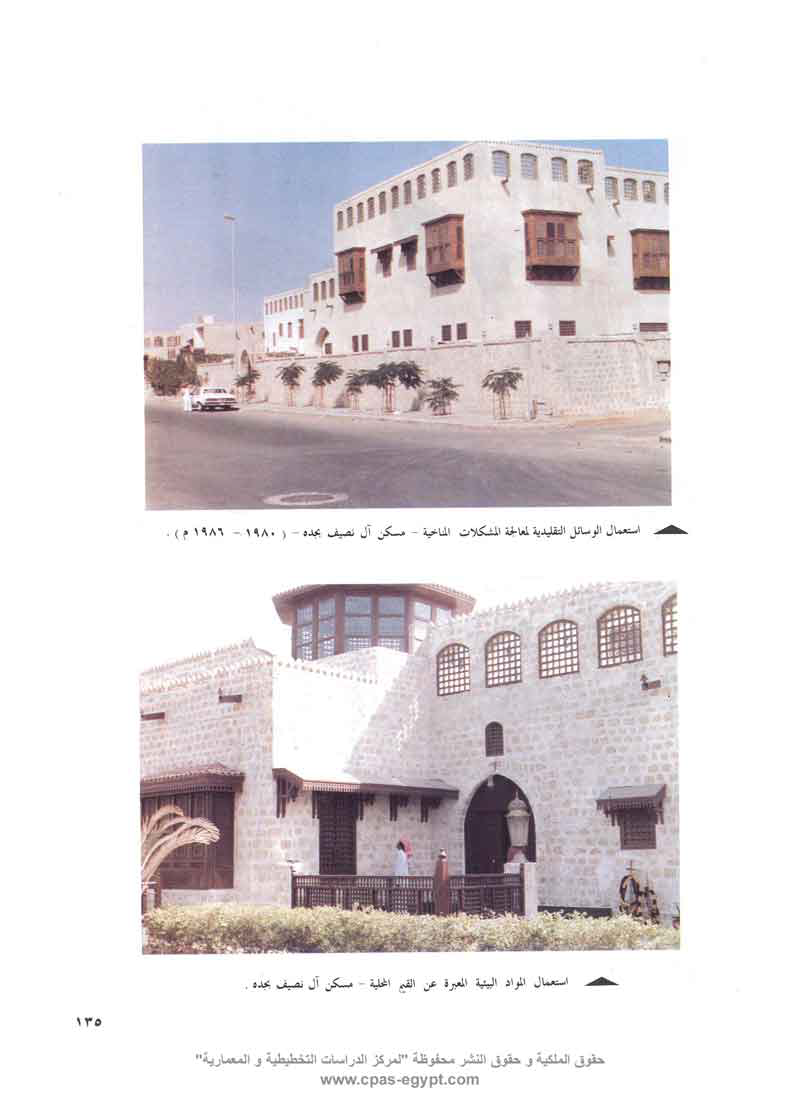 استعمال الوسائل التقليدية لمعالجة المشكلات المناخية – مسكن آل نصيف بجده – ( ١٩٨٠ – ١٩٨٦ م ) .
استعمال المواد البيئية المعبرة عن القيم المحلية – مسكن آل نصيف بجده .
١٣٥
حقوق الملكية و حقوق النشر محفوظة "لمركز الدراسات التخطيطية و المعمارية"
www.cpas-egypt.com